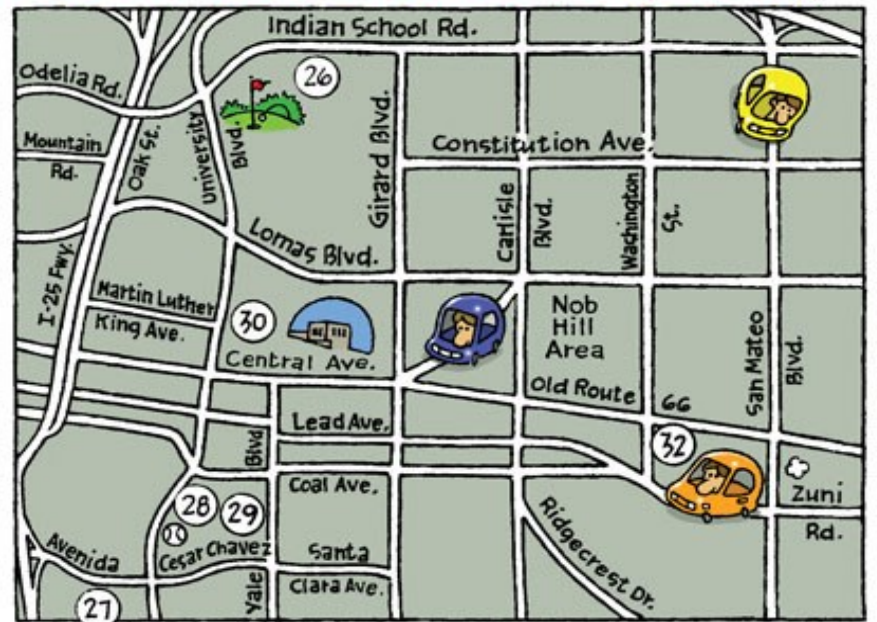 Indian School Rd.
26
Odelia Rd.
Mountain
Rd.
Oak St.
University
Blvd.
Girard Blvd.
Constitution Ave.
Carlisle
Blvd.
Washington
St.
Lomas Blvd.
I-25 Fwy.
Martin Luther
King Ave.
30
Central Ave.
Nob
Hill
Area
Old Route
66
San Mateo
Blvd.
Lead Ave.
Blvd
32
Coal Ave.
Zuni
Rd.
28
29
Avenida
Cesar Chavez
Santa
Clara Ave.
Yale
Ridgecrest Dr.
27